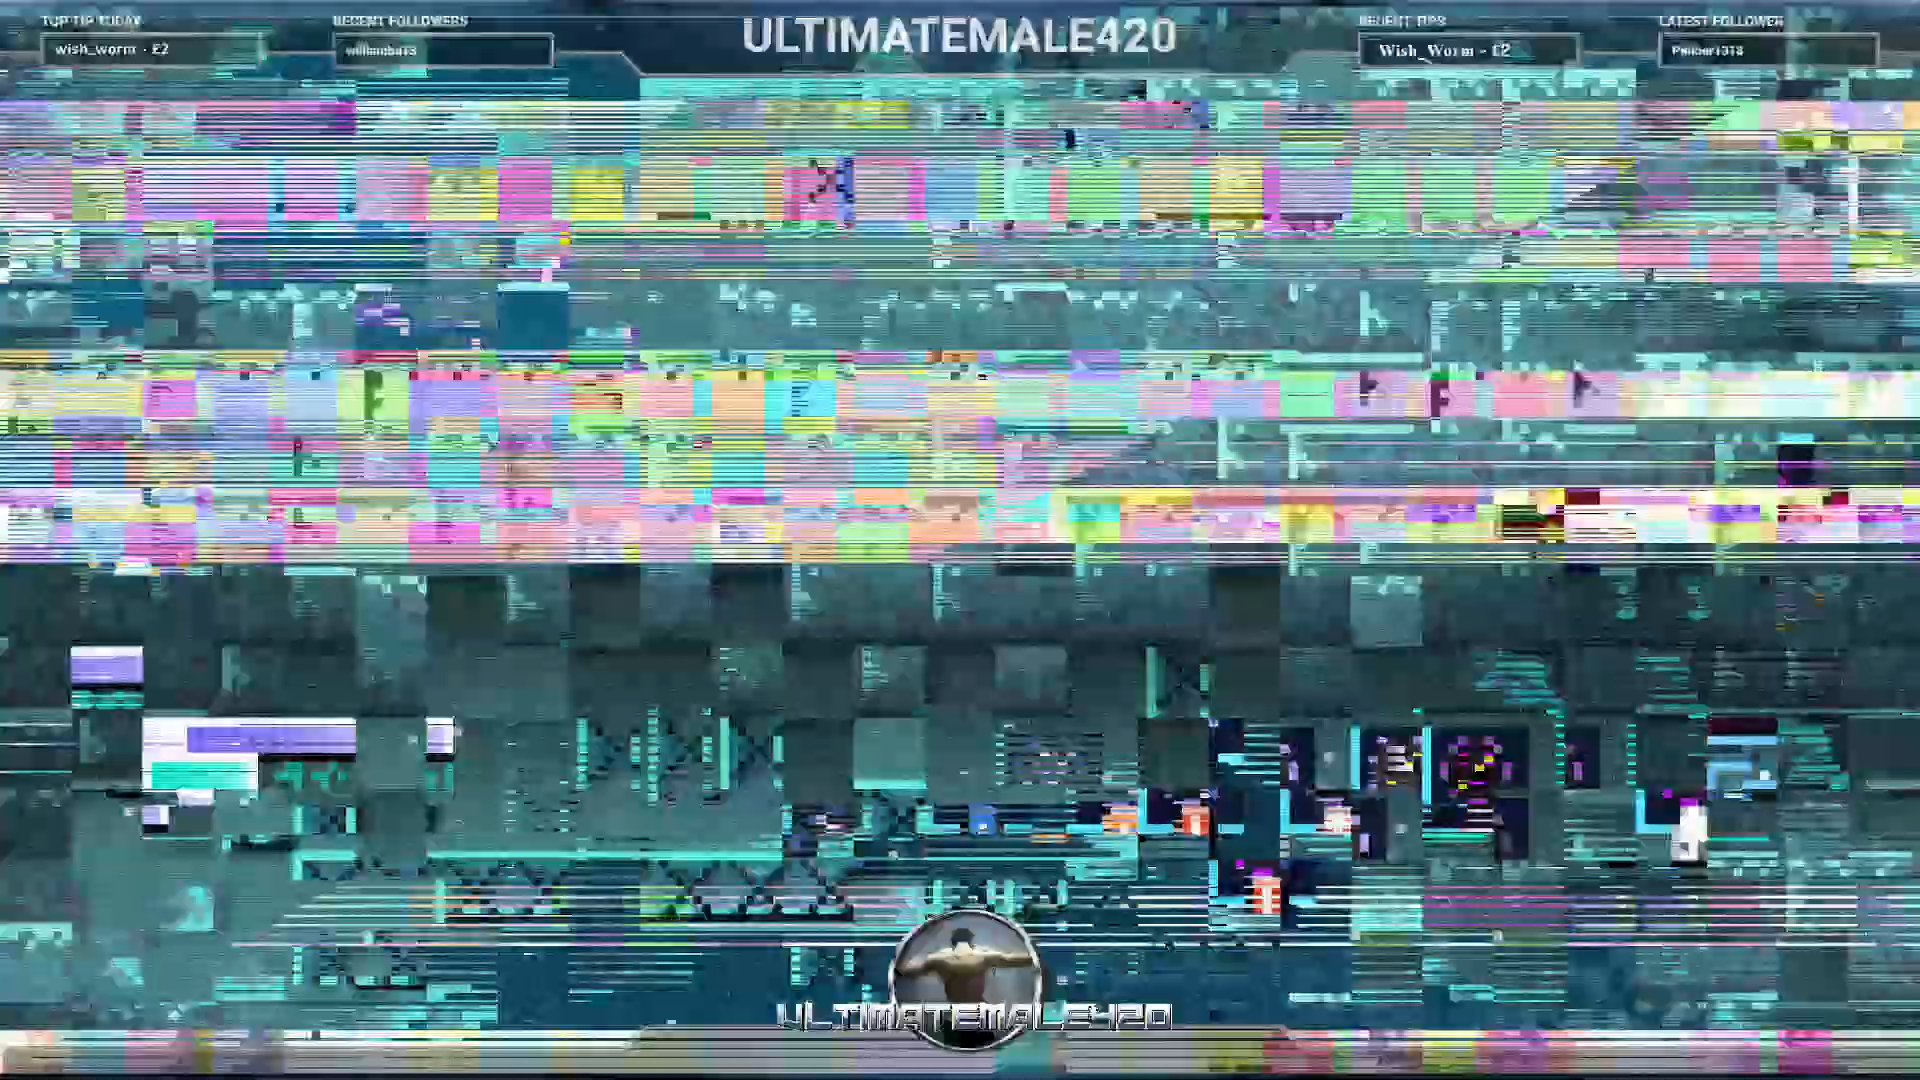 TOP TIP TODAY
wish_worm - £2
RECENT FOLLOWERS
ULTIMATEMALE420
RECENT TIPS
Wish_Worm - £2
LATEST FOLLOWER
ULTIMATEMALE420